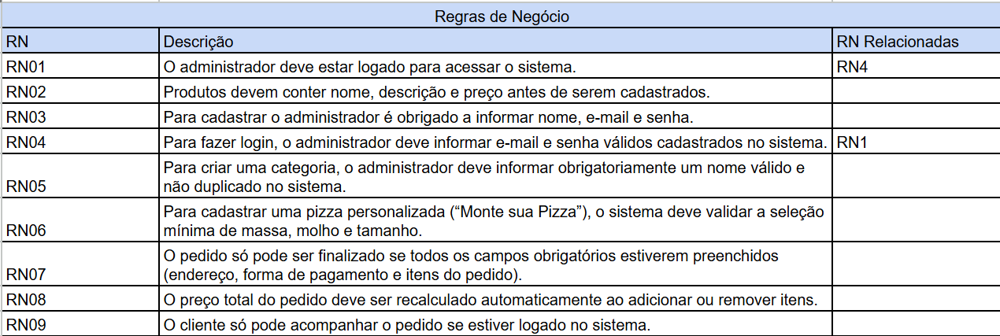 Regras de Negócio
RN Descrição RN Relacionadas
RN01 O administrador deve estar logado para acessar o sistema. RN4
RN02 Produtos devem conter nome, descrição e preço antes de serem cadastrados.
RN03 Para cadastrar o administrador é obrigado a informar nome, e-mail e senha.
RN04 Para fazer login, o administrador deve informar e-mail e senha válidos cadastrados no sistema. RN1
Para criar uma categoria, o administrador deve informar obrigatoriamente um nome válido e
RN05 não duplicado no sistema.
Para cadastrar uma pizza personalizada (“Monte sua Pizza”), o sistema deve validar a seleção
RN06 mínima de massa, molho e tamanho.
O pedido só pode ser finalizado se todos os campos obrigatórios estiverem preenchidos
RN07 (endereço, forma de pagamento e itens do pedido).
RN08 O preço total do pedido deve ser recalculado automaticamente ao adicionar ou remover itens.
RN09 O cliente só pode acompanhar o pedido se estiver logado no sistema.